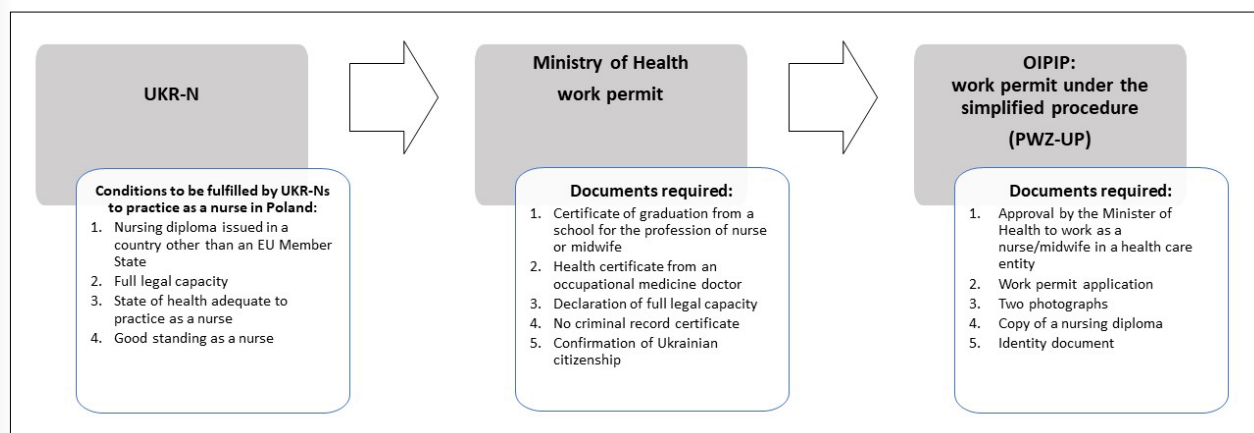 UKR-N
Conditions to be fulfilled by UKR-Ns
to practice as a nurse in Poland:
1. Nursing diploma issued in a
country other than an EU Member
State
2. Full legal capacity
3. State of health adequate to
practice as a nurse
4. Good standing as a nurse
Ministry of Health
work permit
Documents required:
1. Certificate of graduation from a
school for the profession of nurse
or midwife
2. Health certificate from an
occupational medicine doctor
3. Declaration of full legal capacity
4. No criminal record certificate
5. Confirmation of Ukrainian
citizenship
OIPIP:
work permit under the
simplified procedure
(PWZ-UP)
Documents required:
1. Approval by the Minister of
Health to work as a
nurse/midwife in a health care
entity
2. Work permit application
3. Two photographs
4. Copy of a nursing diploma
5. Identity document